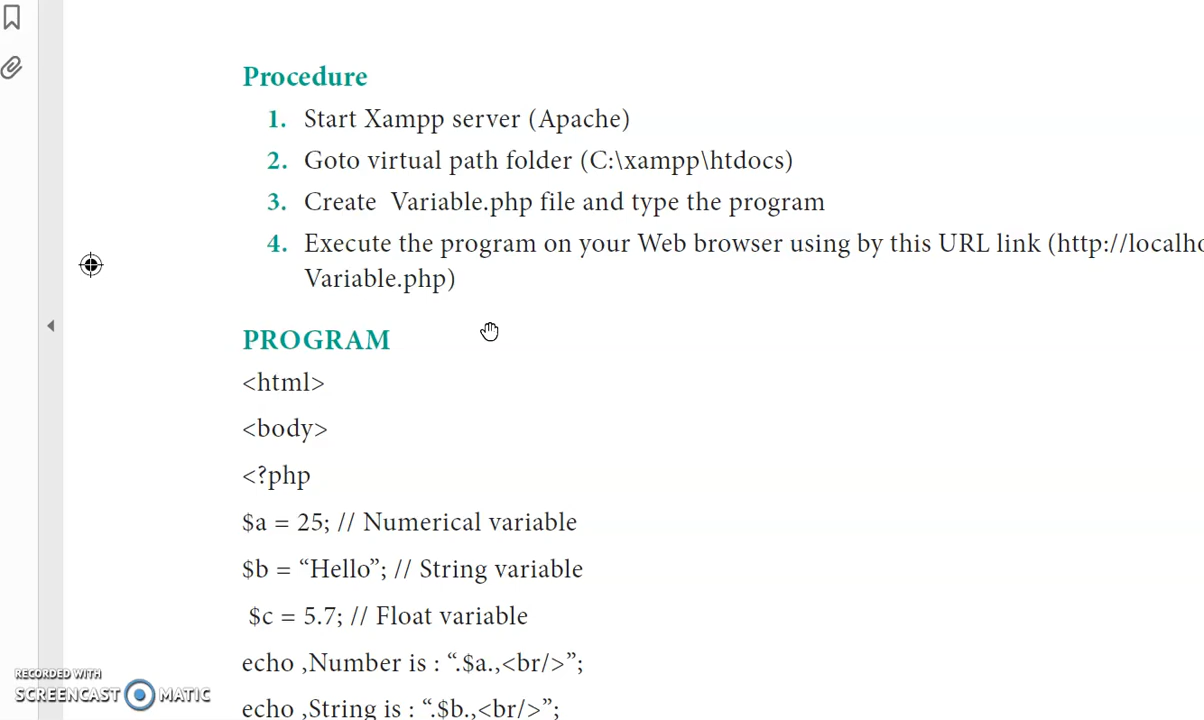 Procedure
1. Start Xampp server (Apache)
2. Goto virtual path folder (C:\xampp\htdocs)
3. Create Variable.php file and type the program
4. Execute the program on your Web browser using by this URL link (http://localho
Variable.php)
PROGRAM
<html>
<body>
<?php
$a = 25; // Numerical variable
$b = “Hello”; // String variable
$c = 5.7; // Float variable
echo ,Number is : “.$a.,<br/>”;
echo ,String is : “.$b.,<br/>”;
RECORDED WITH
SCREENCAST MATIC